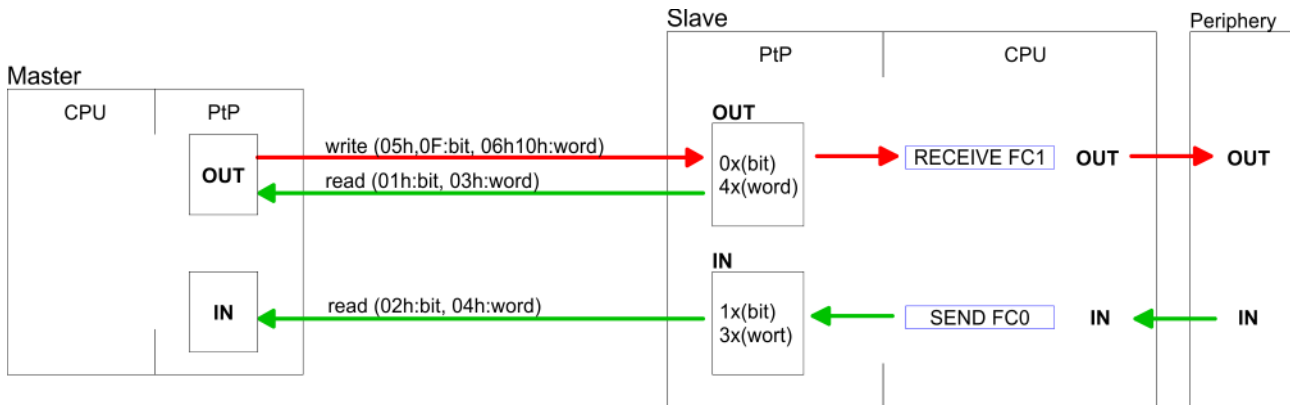 Slave
Periphery
PtP
CPU
Master
CPU
PtP
OUT
write (05h,0F:bit, 06h10h:word)
OUT
0x(bit)
4x(word)
RECEIVE FC1
OUT
OUT
read (01h:bit, 03h:word)
IN
IN
read (02h:bit, 04h:word)
1x(bit)
3x(wort)
SEND FC0
IN
IN